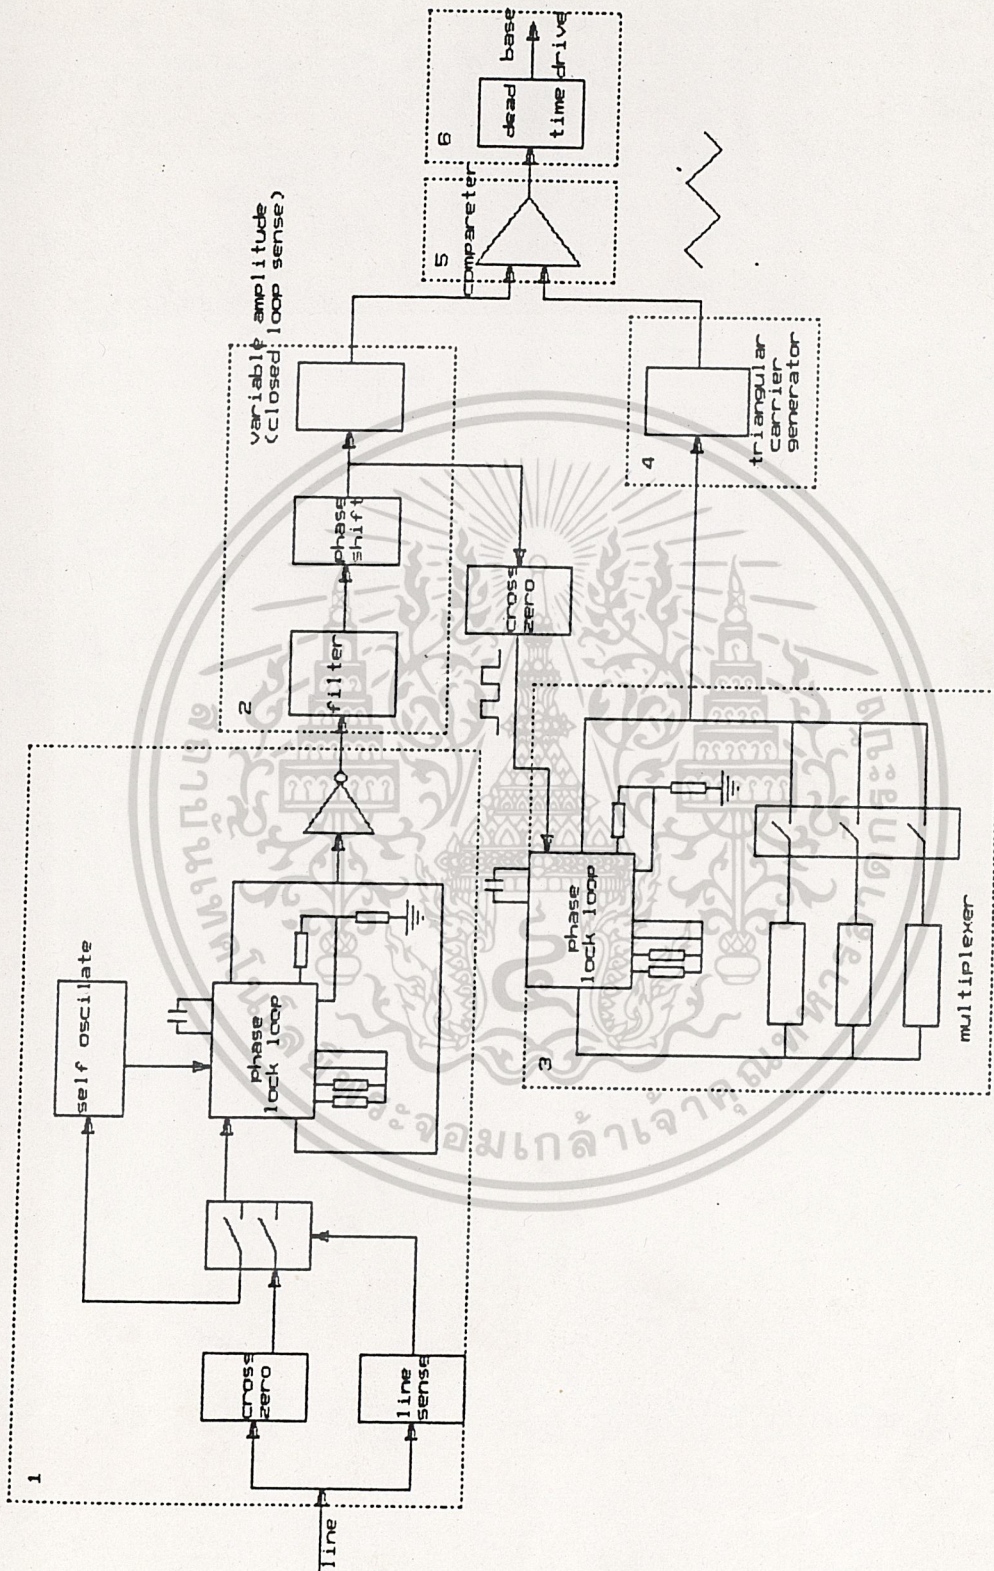 line
1
cross
zero
line
sense
self oscilate
phase
lock loop
2
filter
phase
shift
variable amplitude
(closed loop sense)
cross
zero
3
phase
lock loop
multiplexer
4
triangular
carrier
generator
5
compareter
6
dead
time
base
drive